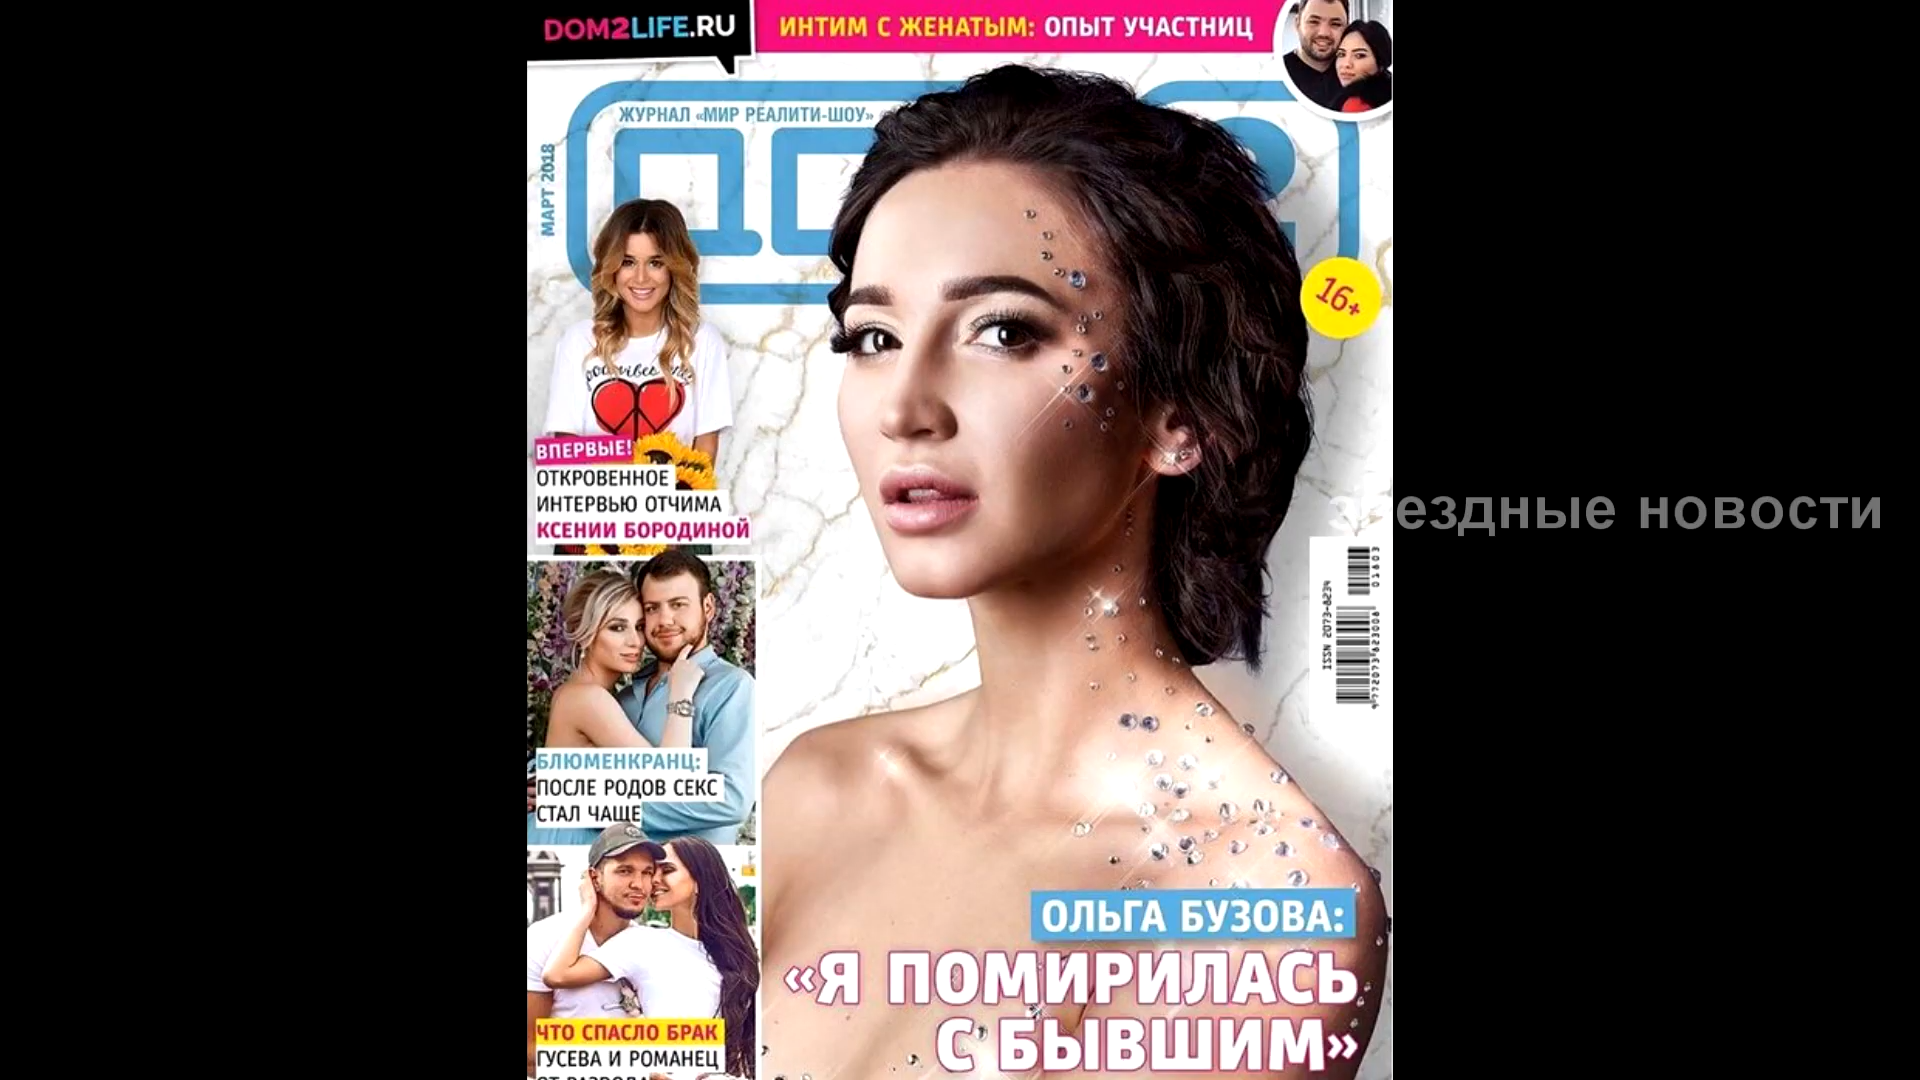 DOM2LIFE.RU
ИНТИМ С ЖЕНАТЫМ: ОПЫТ УЧАСТНИЦ
ЖУРНАЛ «МИР РЕАЛИТИ-ШОУ»
МАРТ 2018
16+
ВПЕРВЫЕ!
ОТКРОВЕННОЕ
ИНТЕРВЬЮ ОТЧИМА
КСЕНИИ БОРОДИНОЙ
звездные новости
ISSN 2073-8234
01803
БЛЮМЕНКРАНЦ:
ПОСЛЕ РОДОВ СЕКС
СТАЛ ЧАЩЕ
ОЛЬГА БУЗОВА:
«Я ПОМИРИЛАСЬ
С БЫВШИМ»
ЧТО СПАСЛО БРАК
ГУСЕВА И РОМАНЕЦ